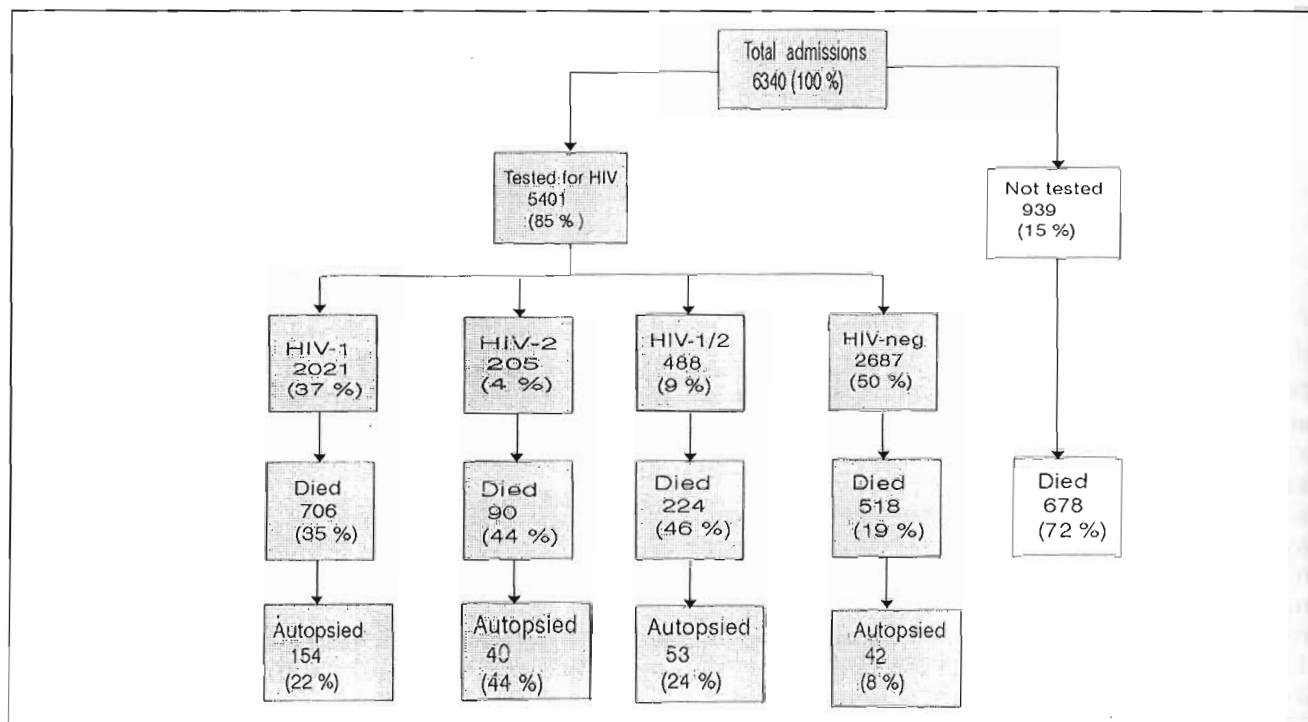 Total admissions
6340 (100 %)
Tested for HIV
5401
(85 %)
Not tested
939
(15 %)
HIV-1
2021
(37 %)
HIV-2
205
(4 %)
HIV-1/2
488
(9 %)
HIV-neg
2687
(50 %)
Died
706
(35 %)
Died
90
(44 %)
Died
224
(46 %)
Died
518
(19 %)
Died
678
(72 %)
Autopsied
154
(22 %)
Autopsied
40
(44 %)
Autopsied
53
(24 %)
Autopsied
42
(8 %)